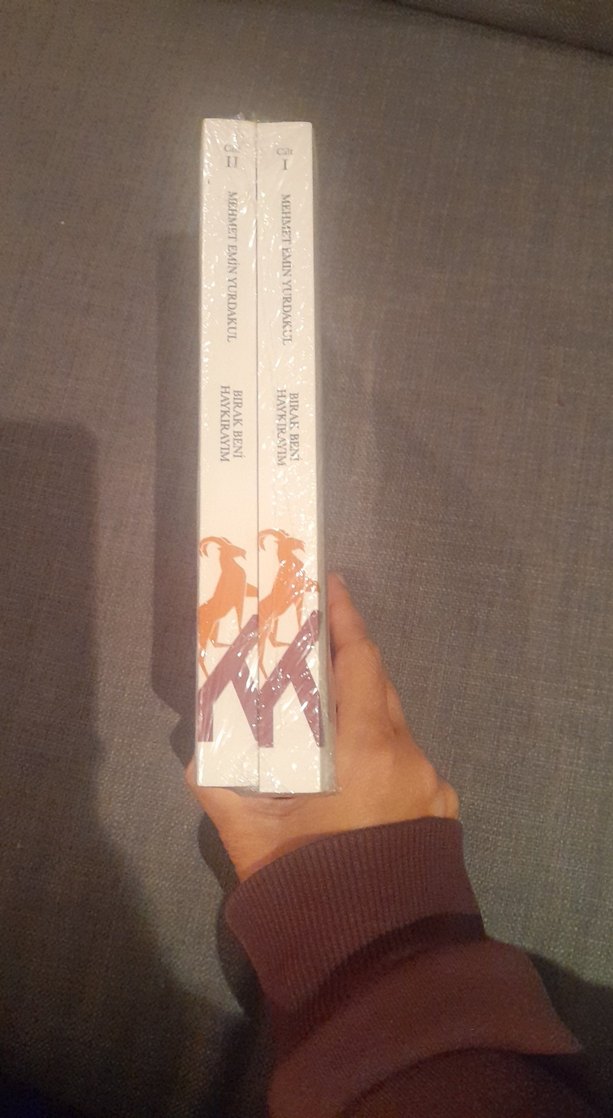 Cilt
II
MEHMET EMİN YURDAKUL
BIRAK BENİ
HAYKIRAYIM
Cilt
I
MEHMET EMİN YURDAKUL
BIRAK BENİ
HAYKIRAYIM